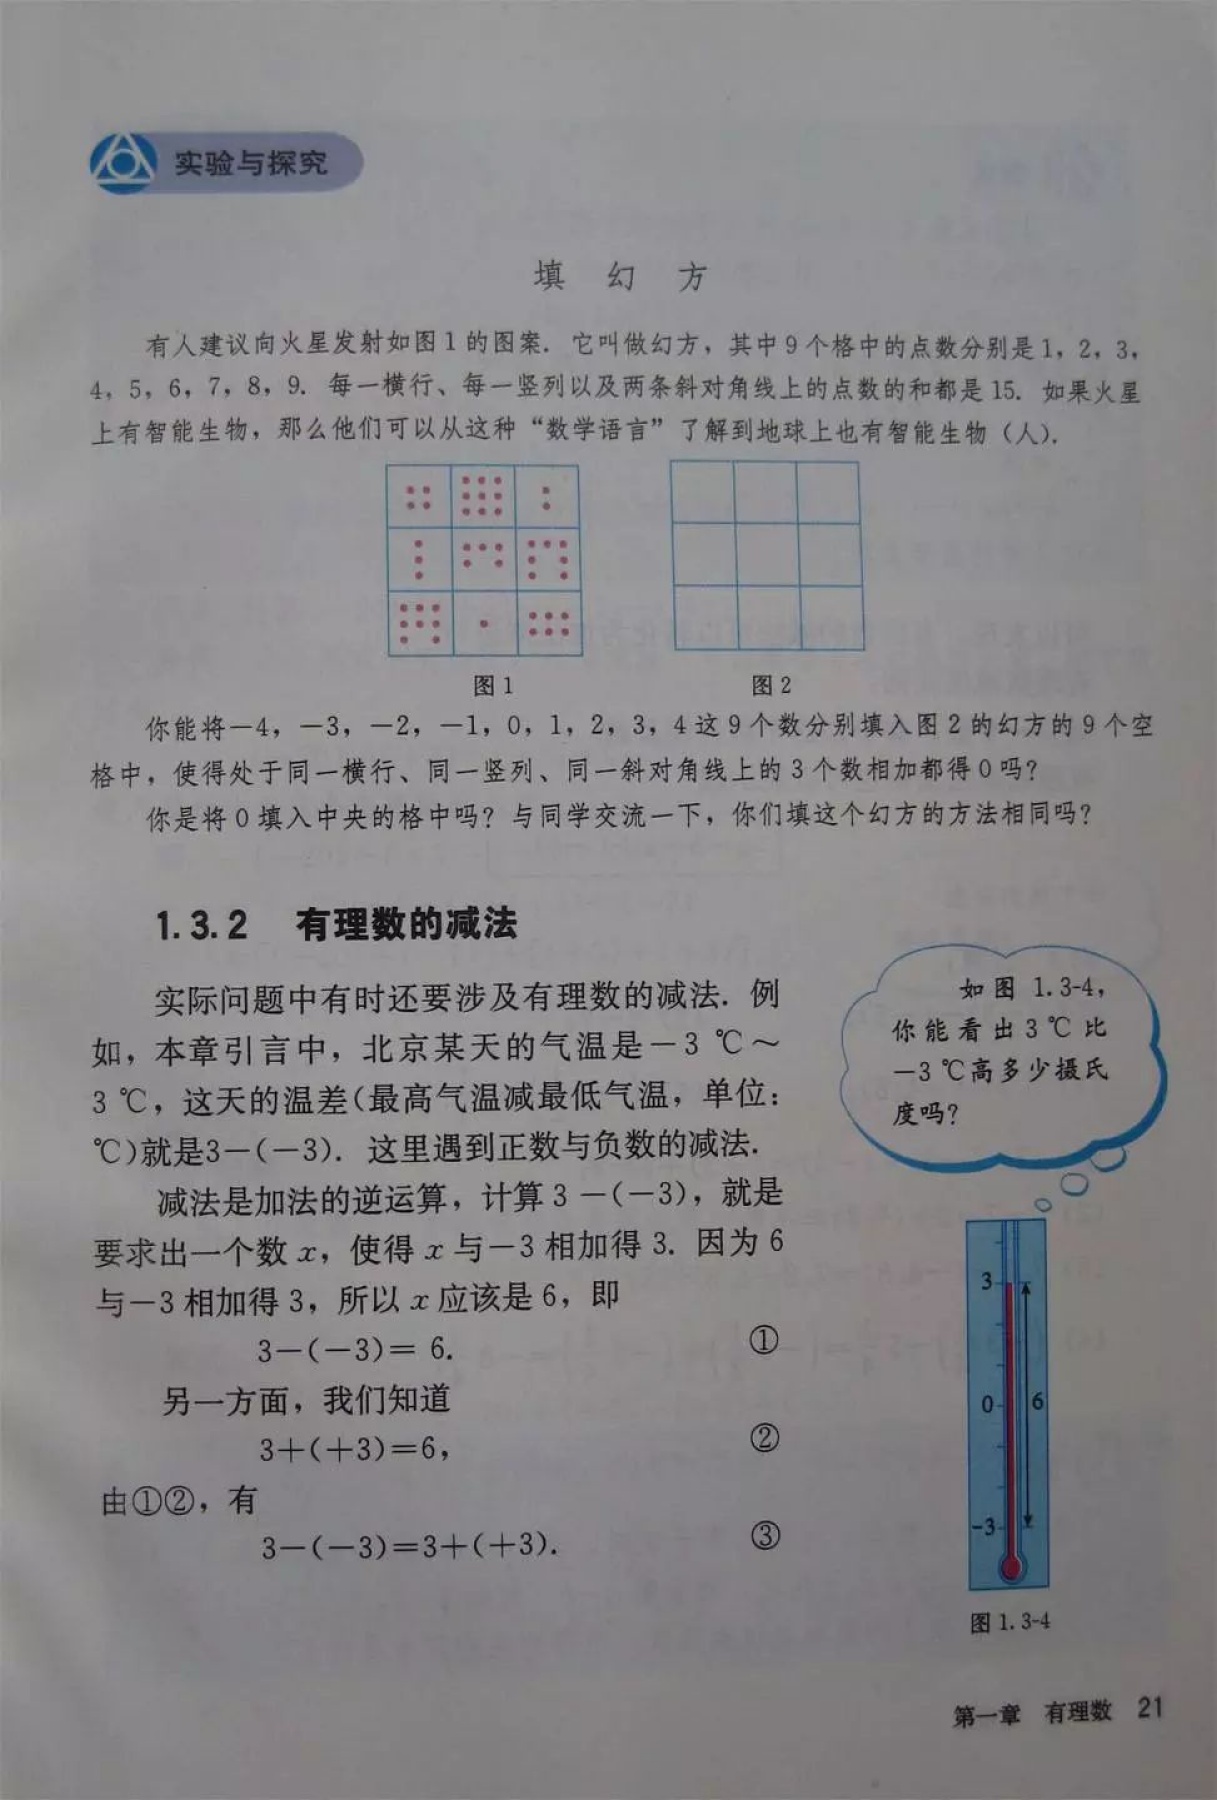 实验与探究
填 幻 方
有人建议向火星发射如图1的图案．它叫做幻方，其中9个格中的点数分别是1，2，3，
4，5，6，7，8，9．每一横行、每一竖列以及两条斜对角线上的点数的和都是15．如果火星
上有智能生物，那么他们可以从这种“数学语言”了解到地球上也有智能生物（人）．
图1
图2
你能将－4，－3，－2，－1，0，1，2，3，4这9个数分别填入图2的幻方的9个空
格中，使得处于同一横行、同一竖列、同一斜对角线上的3个数相加都得0吗？
你是将0填入中央的格中吗？与同学交流一下，你们填这个幻方的方法相同吗？
1.3.2 有理数的减法
实际问题中有时还要涉及有理数的减法．例
如，本章引言中，北京某天的气温是－3 ℃～
3 ℃，这天的温差(最高气温减最低气温，单位：
℃)就是3－(－3)．这里遇到正数与负数的减法．
减法是加法的逆运算，计算3－(－3)，就是
要求出一个数x，使得x与－3相加得3．因为6
与－3相加得3，所以x应该是6，即
3－(－3)＝6. ①
另一方面，我们知道
3＋(＋3)＝6， ②
由①②，有
3－(－3)＝3＋(＋3). ③
如图 1.3-4，
你能看出3 ℃比
－3 ℃高多少摄氏
度吗？
3
0
6
-3
图 1.3-4
第一章 有理数 21